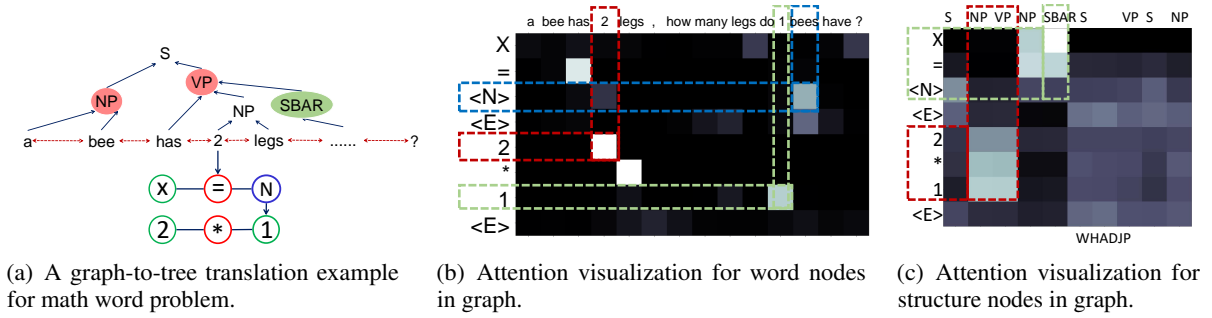 S
VP
NP
SBAR
NP
a bee has 2 legs ...... ?
X = N
2 * 1
(a) A graph-to-tree translation example
for math word problem.
a bee has 2 legs , how many legs do 1 bees have ?
X
=
<N>
<E>
2
*
1
<E>
(b) Attention visualization for word nodes
in graph.
S NP VP NP SBAR S VP S NP
X
=
<N>
<E>
2
*
1
<E>
WHADJP
(c) Attention visualization for
structure nodes in graph.